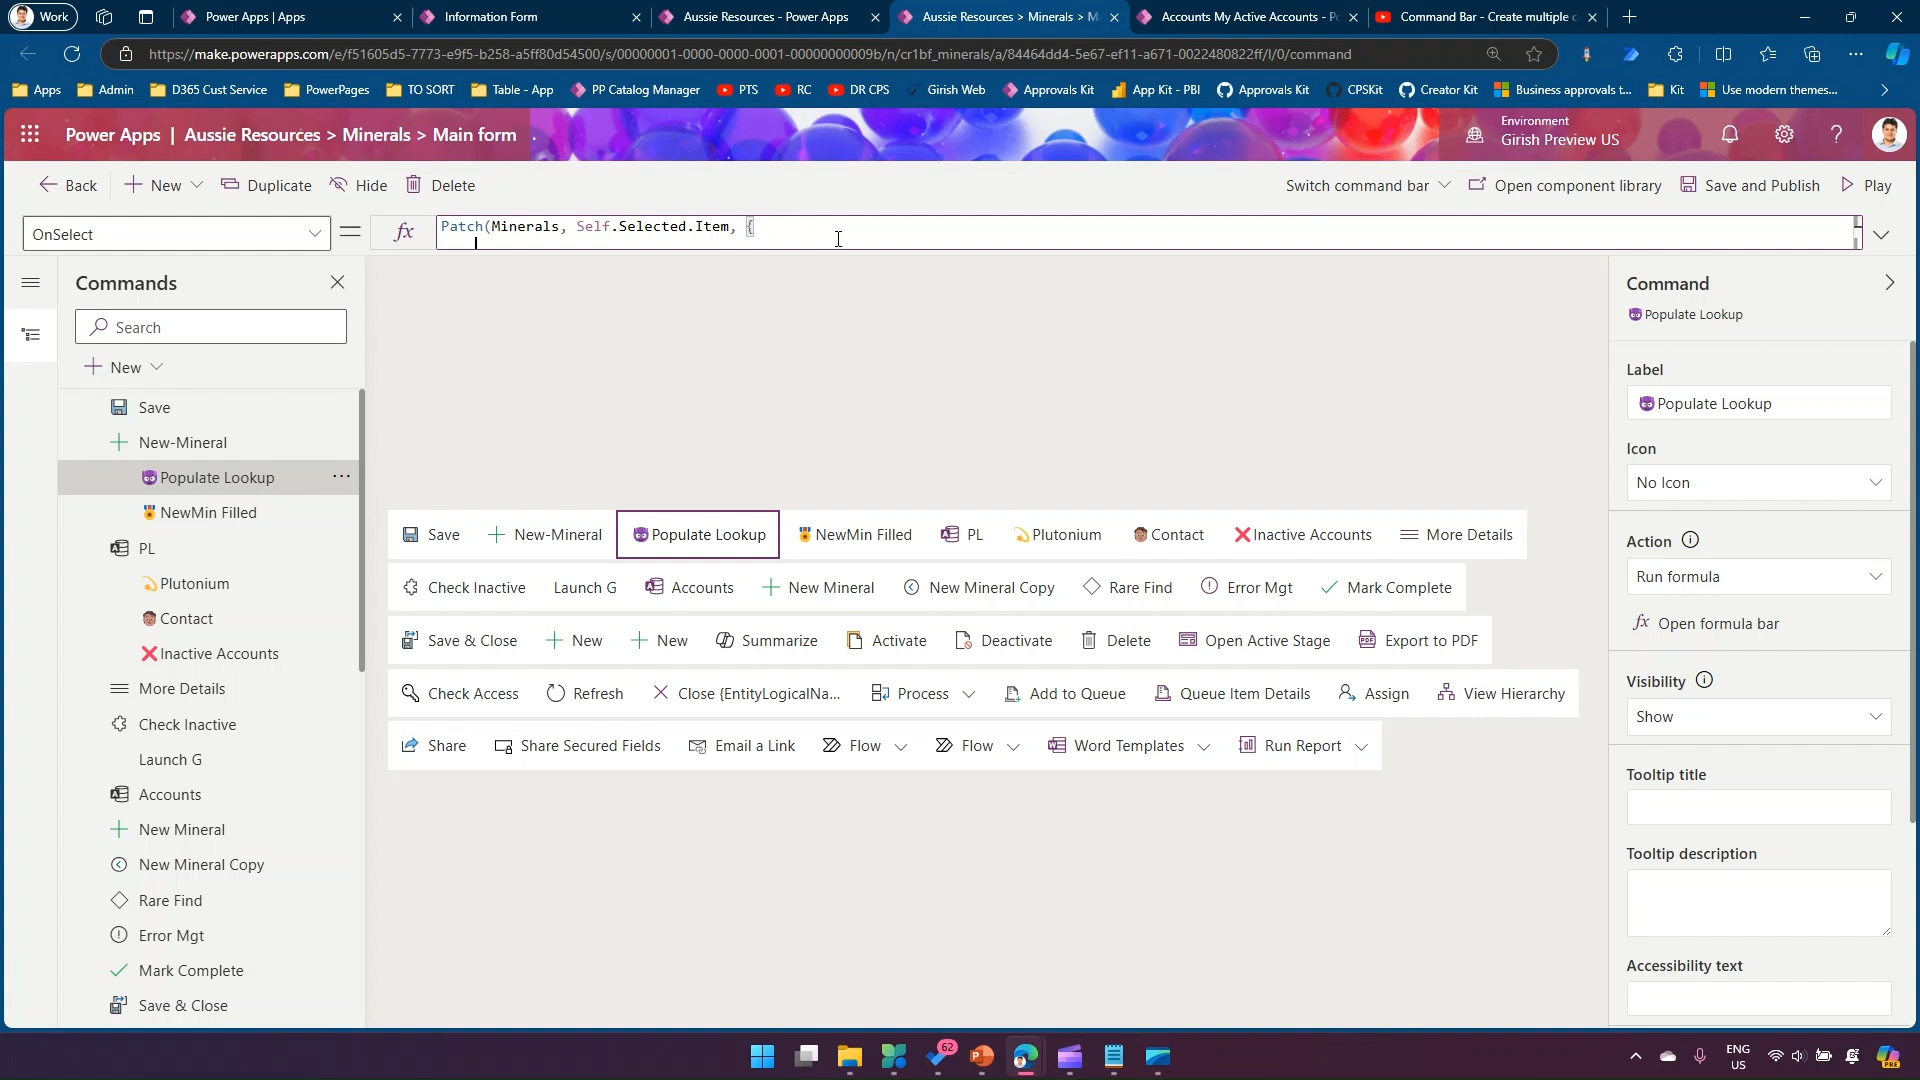 Work
Power Apps | Apps
Information Form
Aussie Resources - Power Apps
Aussie Resources > Minerals > M
Accounts My Active Accounts - P
Command Bar - Create multiple c
https://make.powerapps.com/e/f51605d5-7773-e9f5-b258-a5ff80d54500/s/00000001-0000-0000-0001-00000000009b/n/cr1bf_minerals/a/84464dd4-5e67-ef11-a671-0022480822ff/l/0/command
Apps
Admin
D365 Cust Service
PowerPages
TO SORT
Table - App
PP Catalog Manager
PTS
RC
DR CPS
Girish Web
Approvals Kit
App Kit - PBI
Approvals Kit
CPSKit
Creator Kit
Business approvals t...
Kit
Use modern themes...
Power Apps | Aussie Resources > Minerals > Main form
Environment
Girish Preview US
Back
New
Duplicate
Hide
Delete
Switch command bar
Open component library
Save and Publish
Play
OnSelect
fx
Patch(Minerals, Self.Selected.Item, {
Commands
Search
New
Save
New-Mineral
Populate Lookup
NewMin Filled
PL
Plutonium
Contact
Inactive Accounts
More Details
Check Inactive
Launch G
Accounts
New Mineral
New Mineral Copy
Rare Find
Error Mgt
Mark Complete
Save & Close
Save
New-Mineral
Populate Lookup
NewMin Filled
PL
Plutonium
Contact
Inactive Accounts
More Details
Check Inactive
Launch G
Accounts
New Mineral
New Mineral Copy
Rare Find
Error Mgt
Mark Complete
Save & Close
New
New
Summarize
Activate
Deactivate
Delete
Open Active Stage
Export to PDF
Check Access
Refresh
Close {EntityLogicalNa...
Process
Add to Queue
Queue Item Details
Assign
View Hierarchy
Share
Share Secured Fields
Email a Link
Flow
Flow
Word Templates
Run Report
Command
Populate Lookup
Label
Populate Lookup
Icon
No Icon
Action
Run formula
fx Open formula bar
Visibility
Show
Tooltip title
Tooltip description
Accessibility text
62
ENG
US